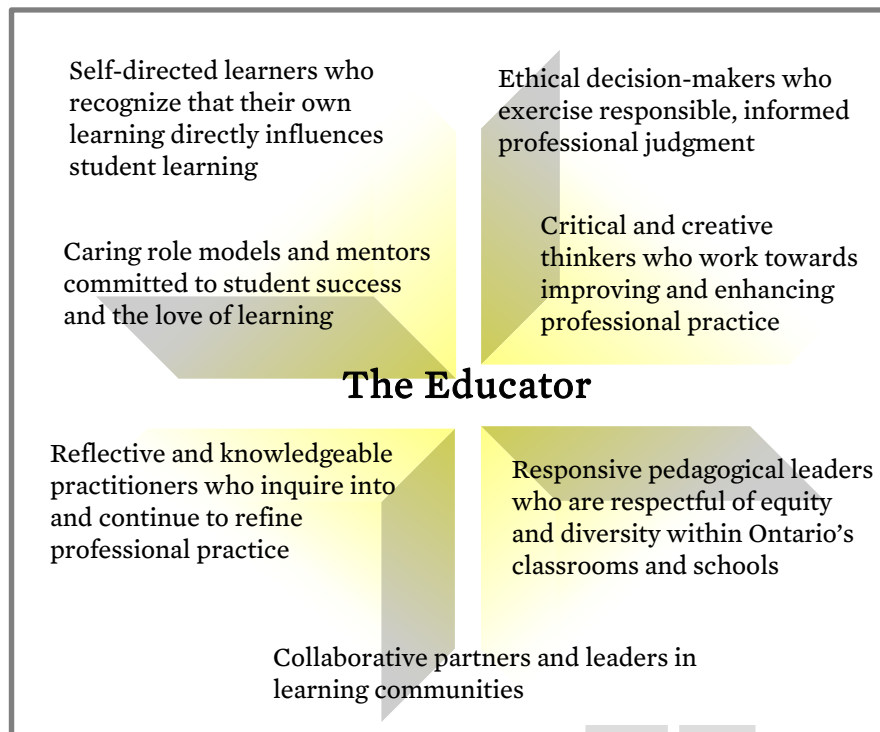 Self-directed learners who
recognize that their own
learning directly influences
student learning
Ethical decision-makers who
exercise responsible, informed
professional judgment
Caring role models and mentors
committed to student success
and the love of learning
Critical and creative
thinkers who work towards
improving and enhancing
professional practice
The Educator
Reflective and knowledgeable
practitioners who inquire into
and continue to refine
professional practice
Responsive pedagogical leaders
who are respectful of equity
and diversity within Ontario’s
classrooms and schools
Collaborative partners and leaders in
learning communities